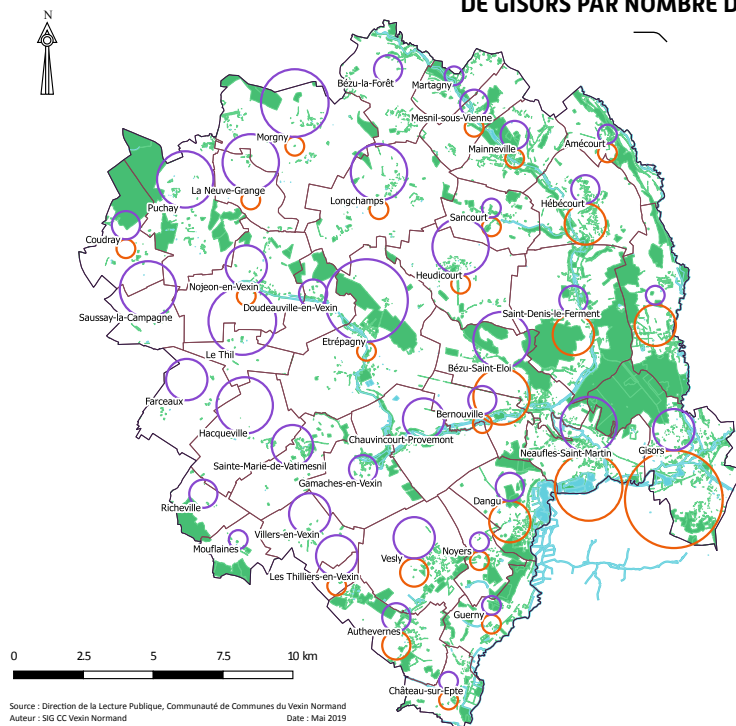 DE GISORS PAR NOMBRE D
N
Bézu-la-Forêt
Martagny
Mesnil-sous-Vienne
Morgny
Mainneville
Amécourt
La Neuve-Grange
Puchay
Longchamps
Hébécourt
Sancourt
Coudray
Heudicourt
Nojeon-en-Vexin
Doudeauville-en-Vexin
Saussay-la-Campagne
Saint-Denis-le-Ferment
Etrépagny
Le Thil
Bézu-Saint-Eloi
Farceaux
Bernouville
Hacqueville
Chauvincourt-Provemont
Neaufles-Saint-Martin
Gisors
Sainte-Marie-de-Vatimesnil
Gamaches-en-Vexin
Dangu
Richeville
Villers-en-Vexin
Mouflaines
Vesly
Noyers
Les Thilliers-en-Vexin
Guerny
Authevernes
0 2.5 5 7.5 10 km
Château-sur-Epte
Source : Direction de la Lecture Publique, Communauté de Communes du Vexin Normand
Auteur : SIG CC Vexin Normand Date : Mai 2019